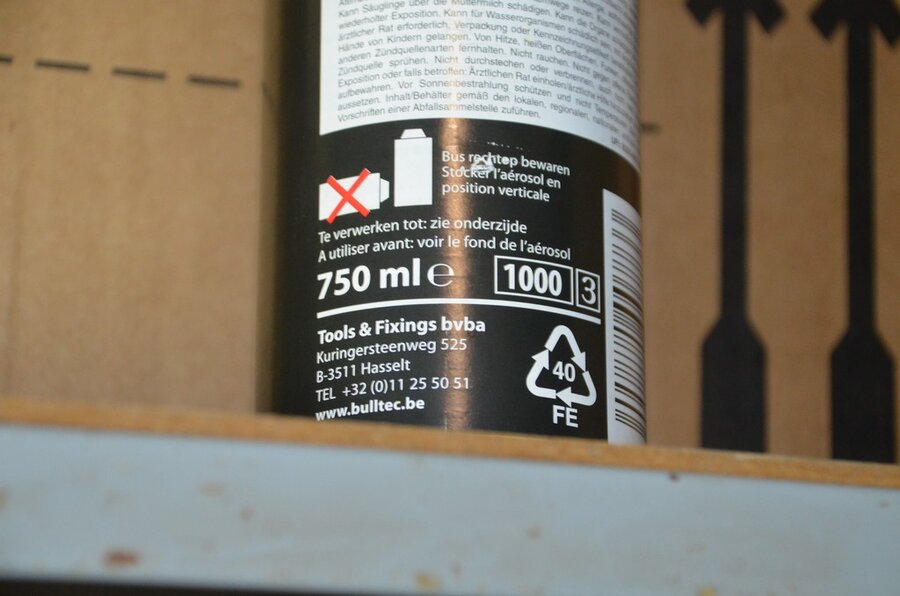 Kann Säuglinge über die Muttermilch schädigen. Kann die Organe
wiederholter Exposition. Kann für Wasserorganismen schädlich
ärztlicher Rat erforderlich, Verpackung oder Kennzeichnungsetikett
Hände von Kindern gelangen. Von Hitze, heißen Oberflächen,
anderen Zündquellenarten fernhalten. Nicht rauchen. Nicht gegen
Zündquelle sprühen. Nicht durchstechen oder verbrennen, auch
Exposition oder falls betroffen: Ärztlichen Rat einholen/ärztliche
aufbewahren. Vor Sonnenbestrahlung schützen und nicht
aussetzen. Inhalt/Behälter gemäß den lokalen, regionalen,
Vorschriften einer Abfallsammelstelle zuführen.
Bus rechtop bewaren
Stocker l'aérosol en
position verticale
Te verwerken tot: zie onderzijde
A utiliser avant: voir le fond de l'aérosol
750 ml e 1000 3
Tools & Fixings bvba
Kuringersteenweg 525
B-3511 Hasselt
TEL +32 (0)11 25 50 51
www.bulltec.be
40
FE